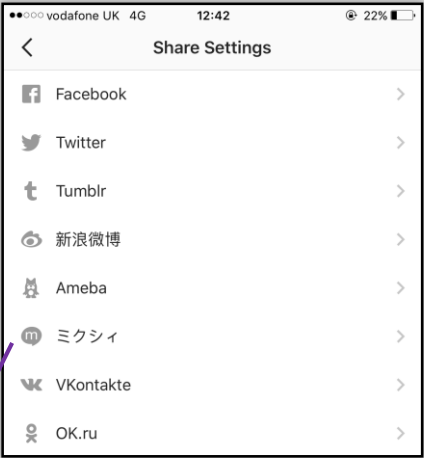 vodafone UK 4G 12:42 22%
Share Settings
Facebook
Twitter
Tumblr
新浪微博
Ameba
ミクシィ
VKontakte
OK.ru